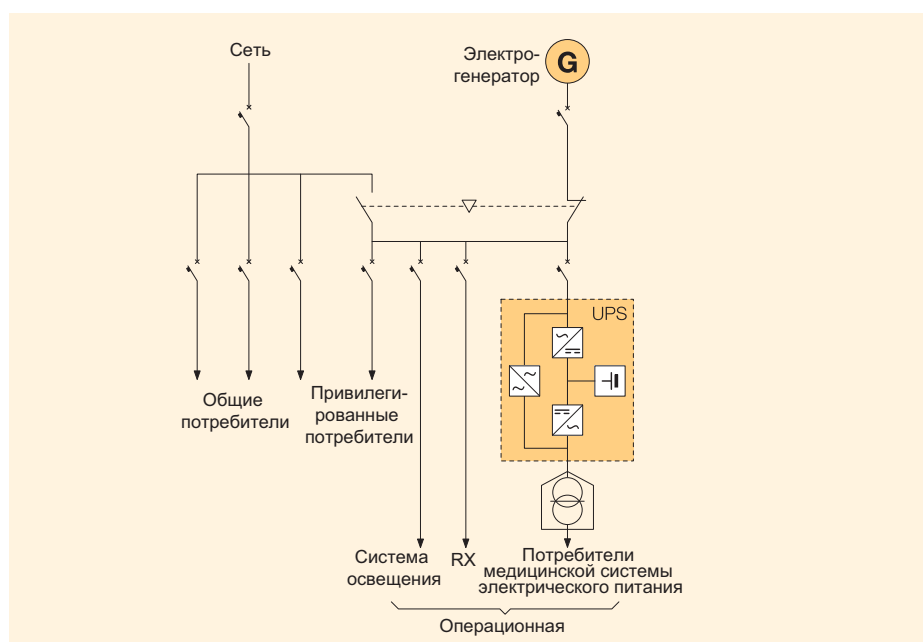 Сеть
Электро-
генератор
G
UPS
Общие
потребители
Привилеги-
рованные
потребители
Система
освещения
RX
Потребители
медицинской системы
электрического питания
Операционная